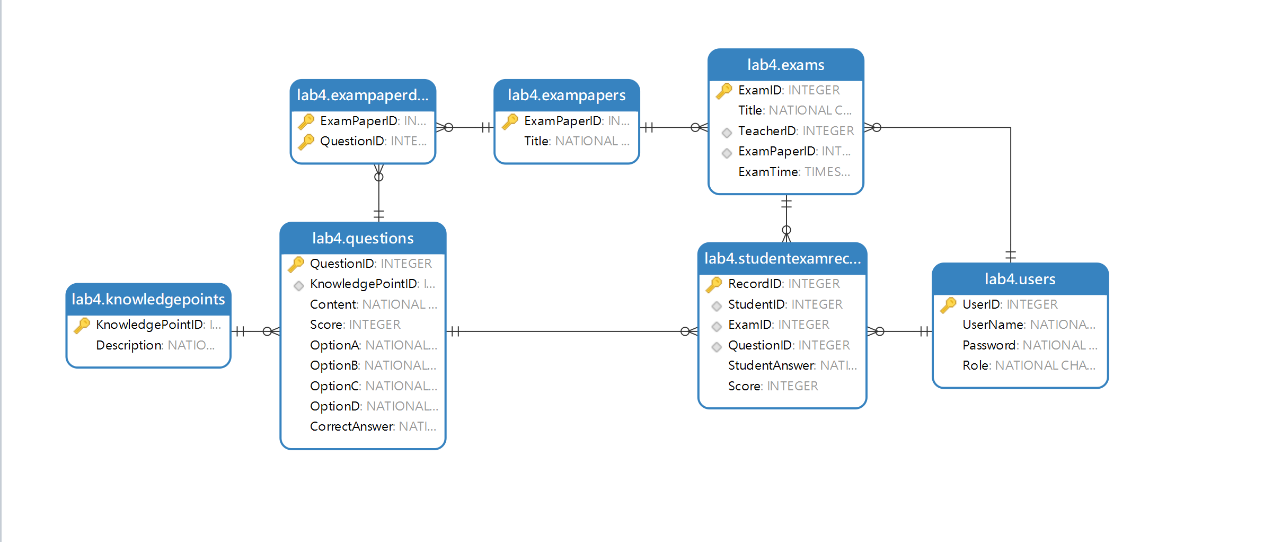 lab4.exampaperd...
ExamPaperID: IN...
QuestionID: INTE...
lab4.exampapers
ExamPaperID: IN...
Title: NATIONAL ...
lab4.exams
ExamID: INTEGER
Title: NATIONAL C...
TeacherID: INTEGER
ExamPaperID: INT...
ExamTime: TIMES...
lab4.knowledgepoints
KnowledgePointID: I...
Description: NATIO...
lab4.questions
QuestionID: INTEGER
KnowledgePointID: I...
Content: NATIONAL ...
Score: INTEGER
OptionA: NATIONAL...
OptionB: NATIONAL...
OptionC: NATIONAL...
OptionD: NATIONAL...
CorrectAnswer: NATI...
lab4.studentexamrec...
RecordID: INTEGER
StudentID: INTEGER
ExamID: INTEGER
QuestionID: INTEGER
StudentAnswer: NATI...
Score: INTEGER
lab4.users
UserID: INTEGER
UserName: NATIONA...
Password: NATIONAL ...
Role: NATIONAL CHA...